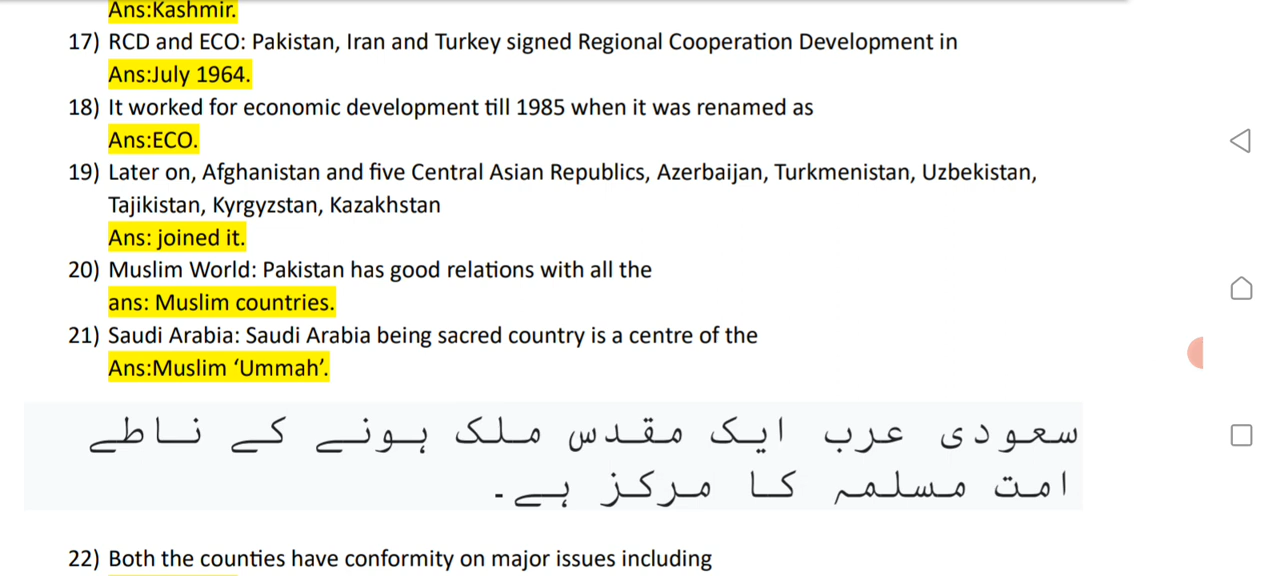 Ans:Kashmir.
17) RCD and ECO: Pakistan, Iran and Turkey signed Regional Cooperation Development in
Ans:July 1964.
18) It worked for economic development till 1985 when it was renamed as
Ans:ECO.
19) Later on, Afghanistan and five Central Asian Republics, Azerbaijan, Turkmenistan, Uzbekistan,
Tajikistan, Kyrgyzstan, Kazakhstan
Ans: joined it.
20) Muslim World: Pakistan has good relations with all the
ans: Muslim countries.
21) Saudi Arabia: Saudi Arabia being sacred country is a centre of the
Ans:Muslim ‘Ummah’.
سعودی عرب ایک مقدس ملک ہونے کے ناطے
امت مسلمہ کا مرکز ہے۔
22) Both the counties have conformity on major issues including